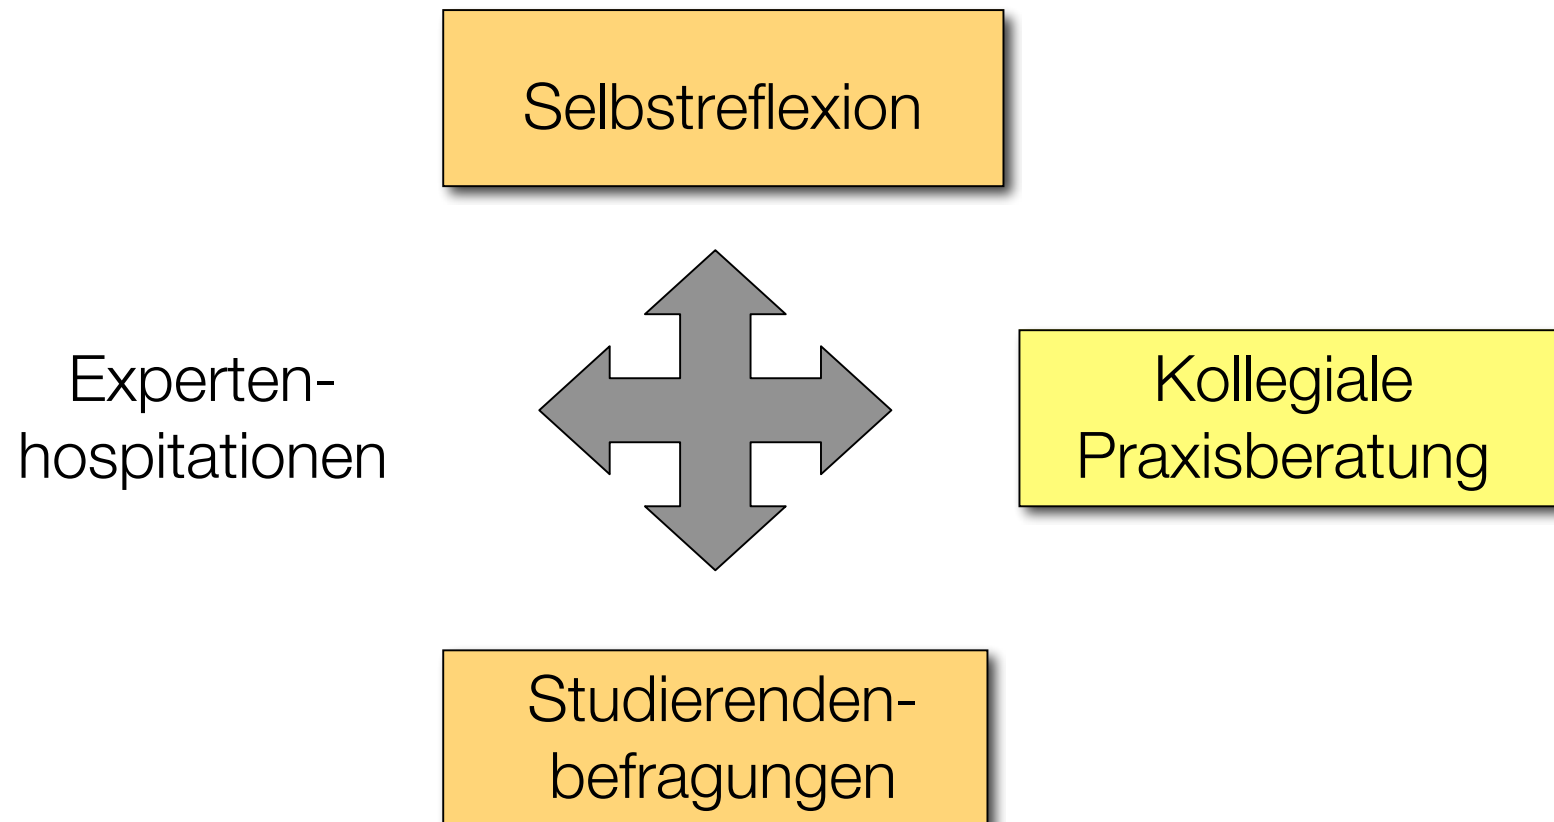 Selbstreflexion
Experten-
hospitationen
Kollegiale
Praxisberatung
Studierenden-
befragungen